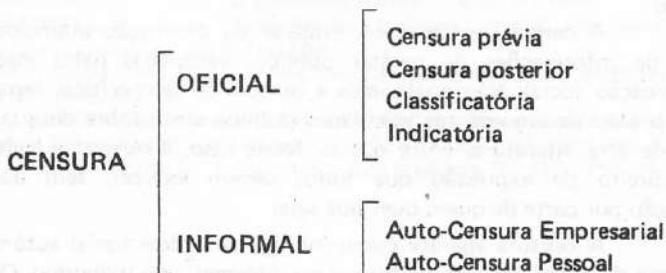 Censura prévia
OFICIAL
Censura posterior
Classificatória
Indicatória
CENSURA
INFORMAL
Auto-Censura Empresarial
Auto-Censura Pessoal